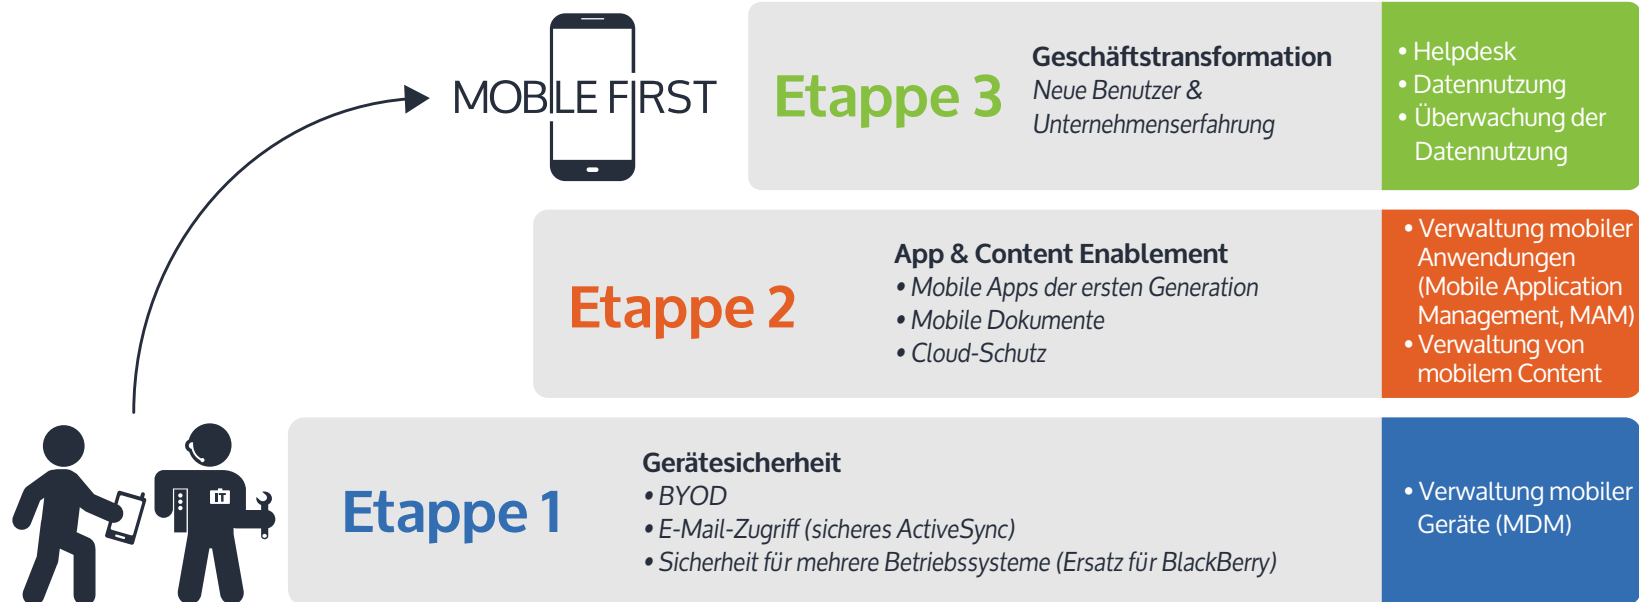 MOBILE FIRST
Etappe 3
Geschäftstransformation
Neue Benutzer &
Unternehmenserfahrung
• Helpdesk
• Datennutzung
• Überwachung der
Datennutzung
Etappe 2
App & Content Enablement
• Mobile Apps der ersten Generation
• Mobile Dokumente
• Cloud-Schutz
• Verwaltung mobiler
Anwendungen
(Mobile Application
Management, MAM)
• Verwaltung von
mobilem Content
IT
Etappe 1
Gerätesicherheit
• BYOD
• E-Mail-Zugriff (sicheres ActiveSync)
• Sicherheit für mehrere Betriebssysteme (Ersatz für BlackBerry)
• Verwaltung mobiler
Geräte (MDM)